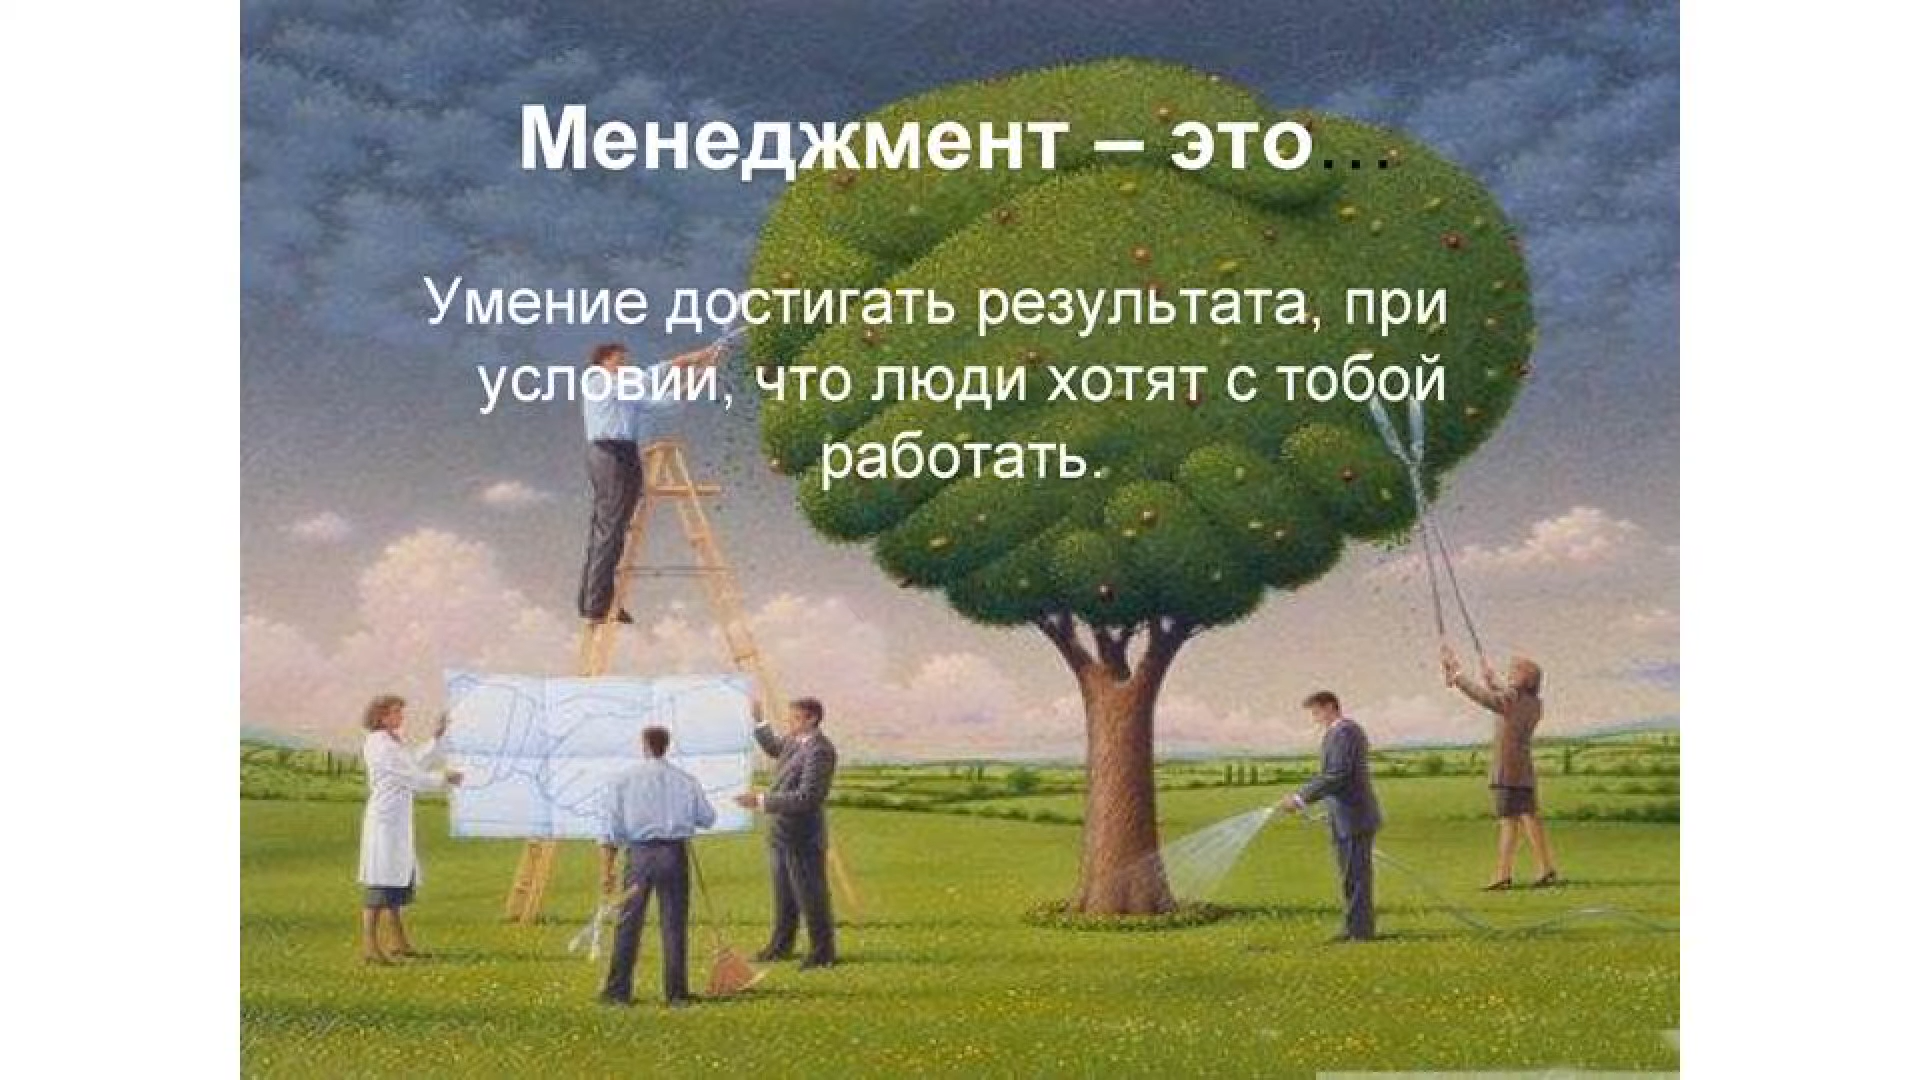 Менеджмент – это…
Умение достигать результата, при
условии, что люди хотят с тобой
работать.